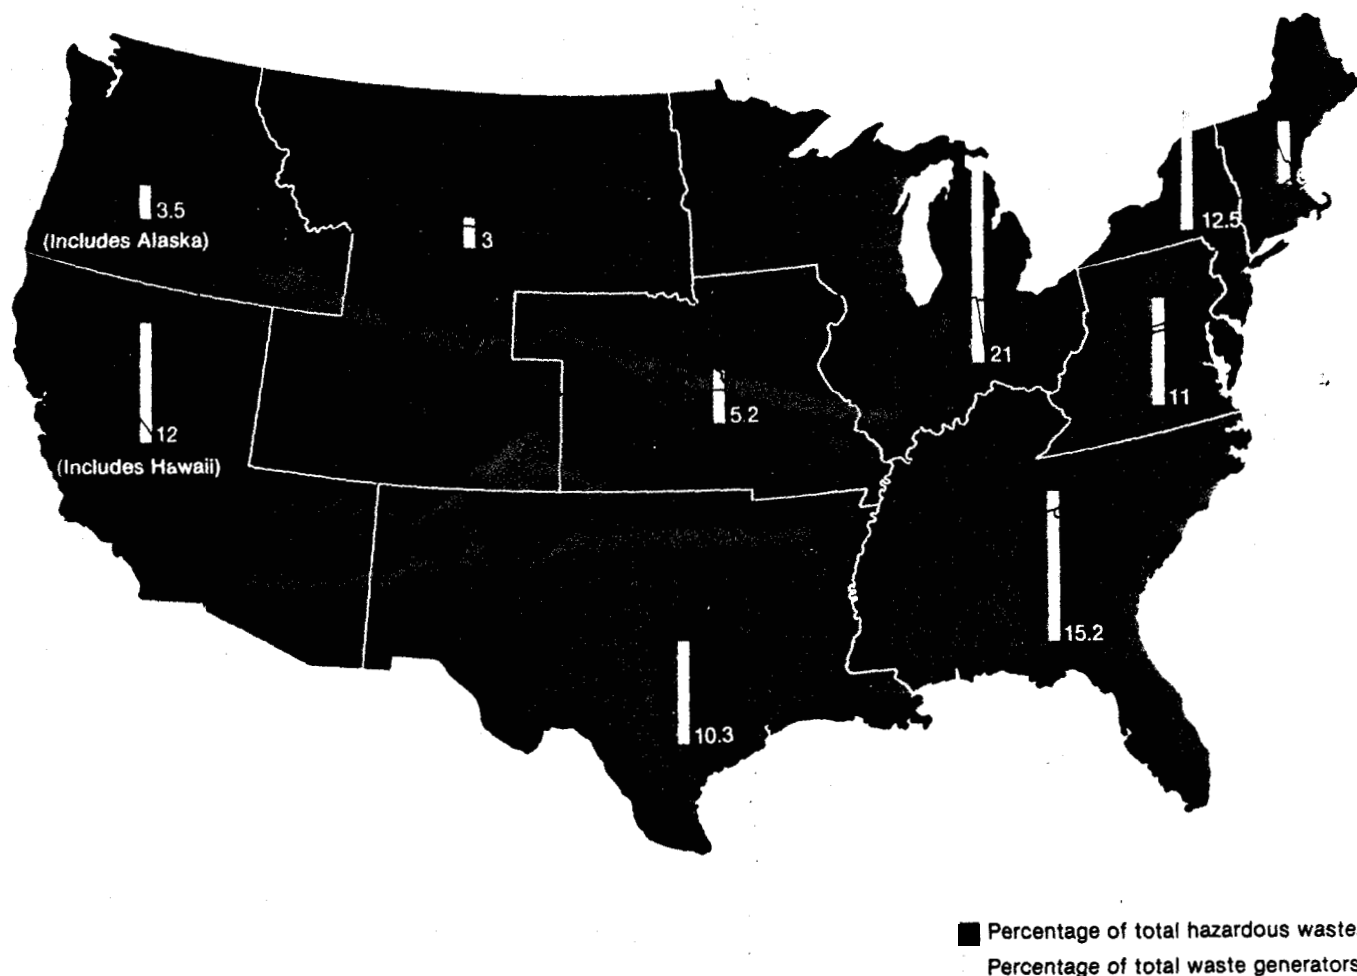 3.5
(Includes Alaska)
3
12.5
21
12
(Includes Hawaii)
5.2
11
15.2
10.3
Percentage of total hazardous waste
Percentage of total waste generators